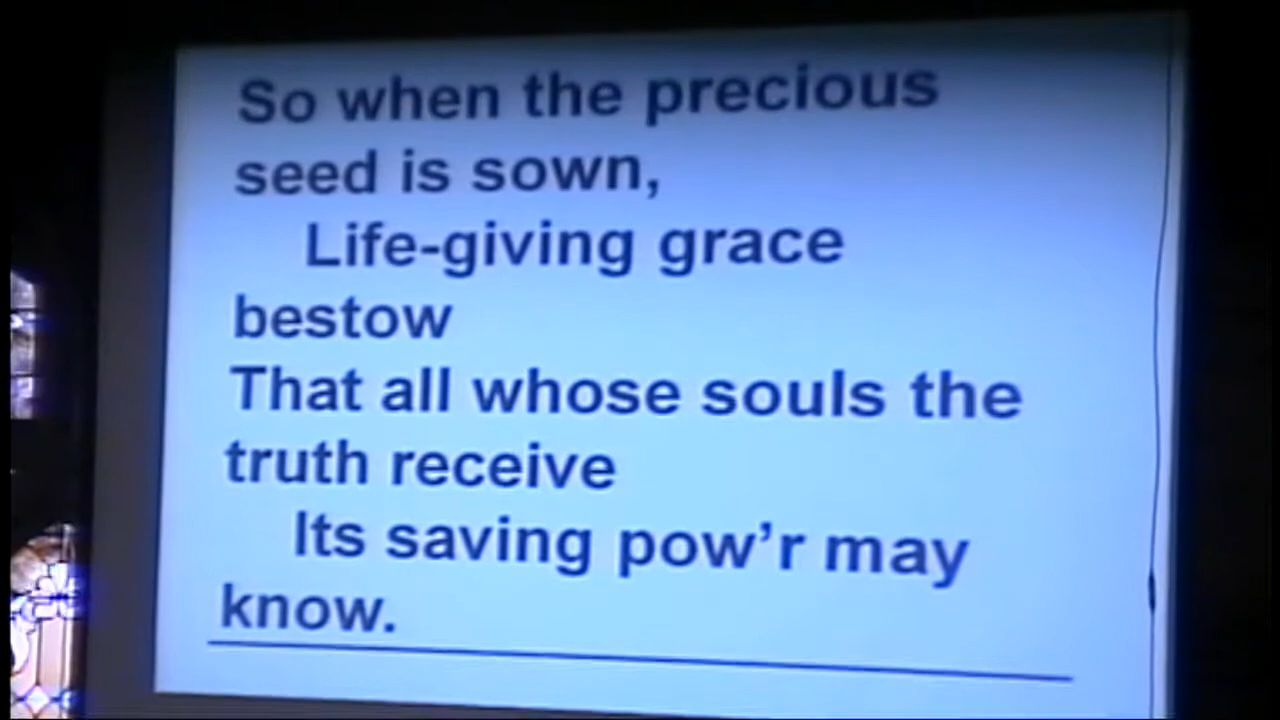 So when the precious
seed is sown,
Life-giving grace
bestow
That all whose souls the
truth receive
Its saving pow’r may
know.